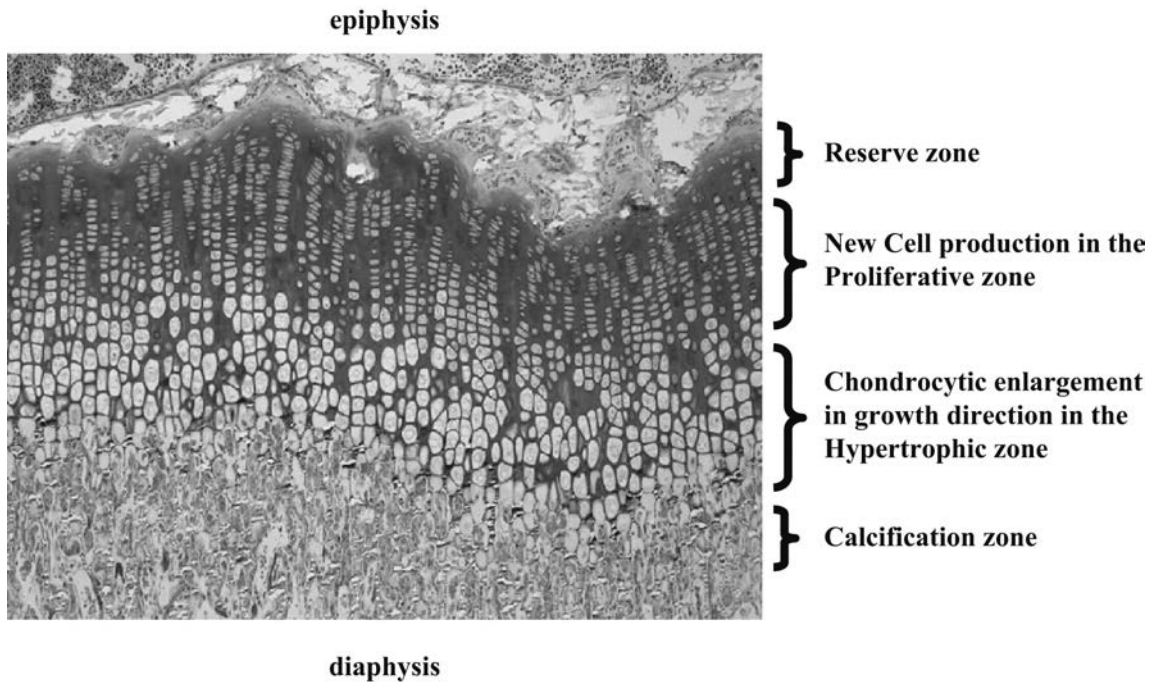 epiphysis
Reserve zone
New Cell production in the
Proliferative zone
Chondrocytic enlargement
in growth direction in the
Hypertrophic zone
Calcification zone
diaphysis